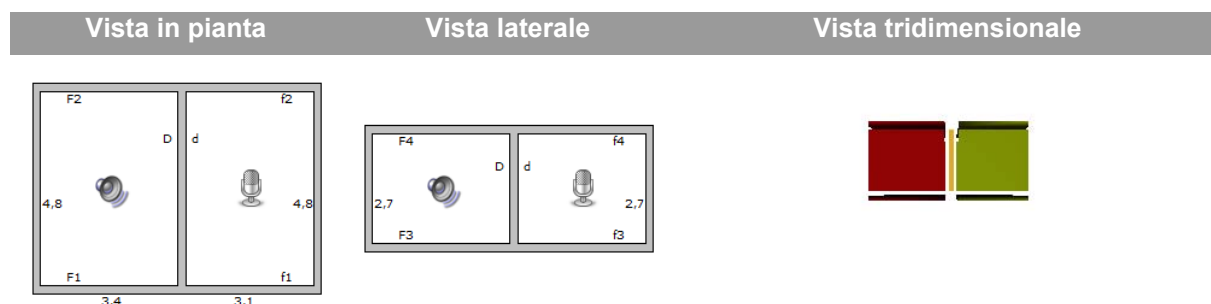 Vista in pianta Vista laterale Vista tridimensionale
F2 f2
D d
4,8 4,8
F1 f1
3,4 3,1
F4 f4
D d
2,7 2,7
F3 f3